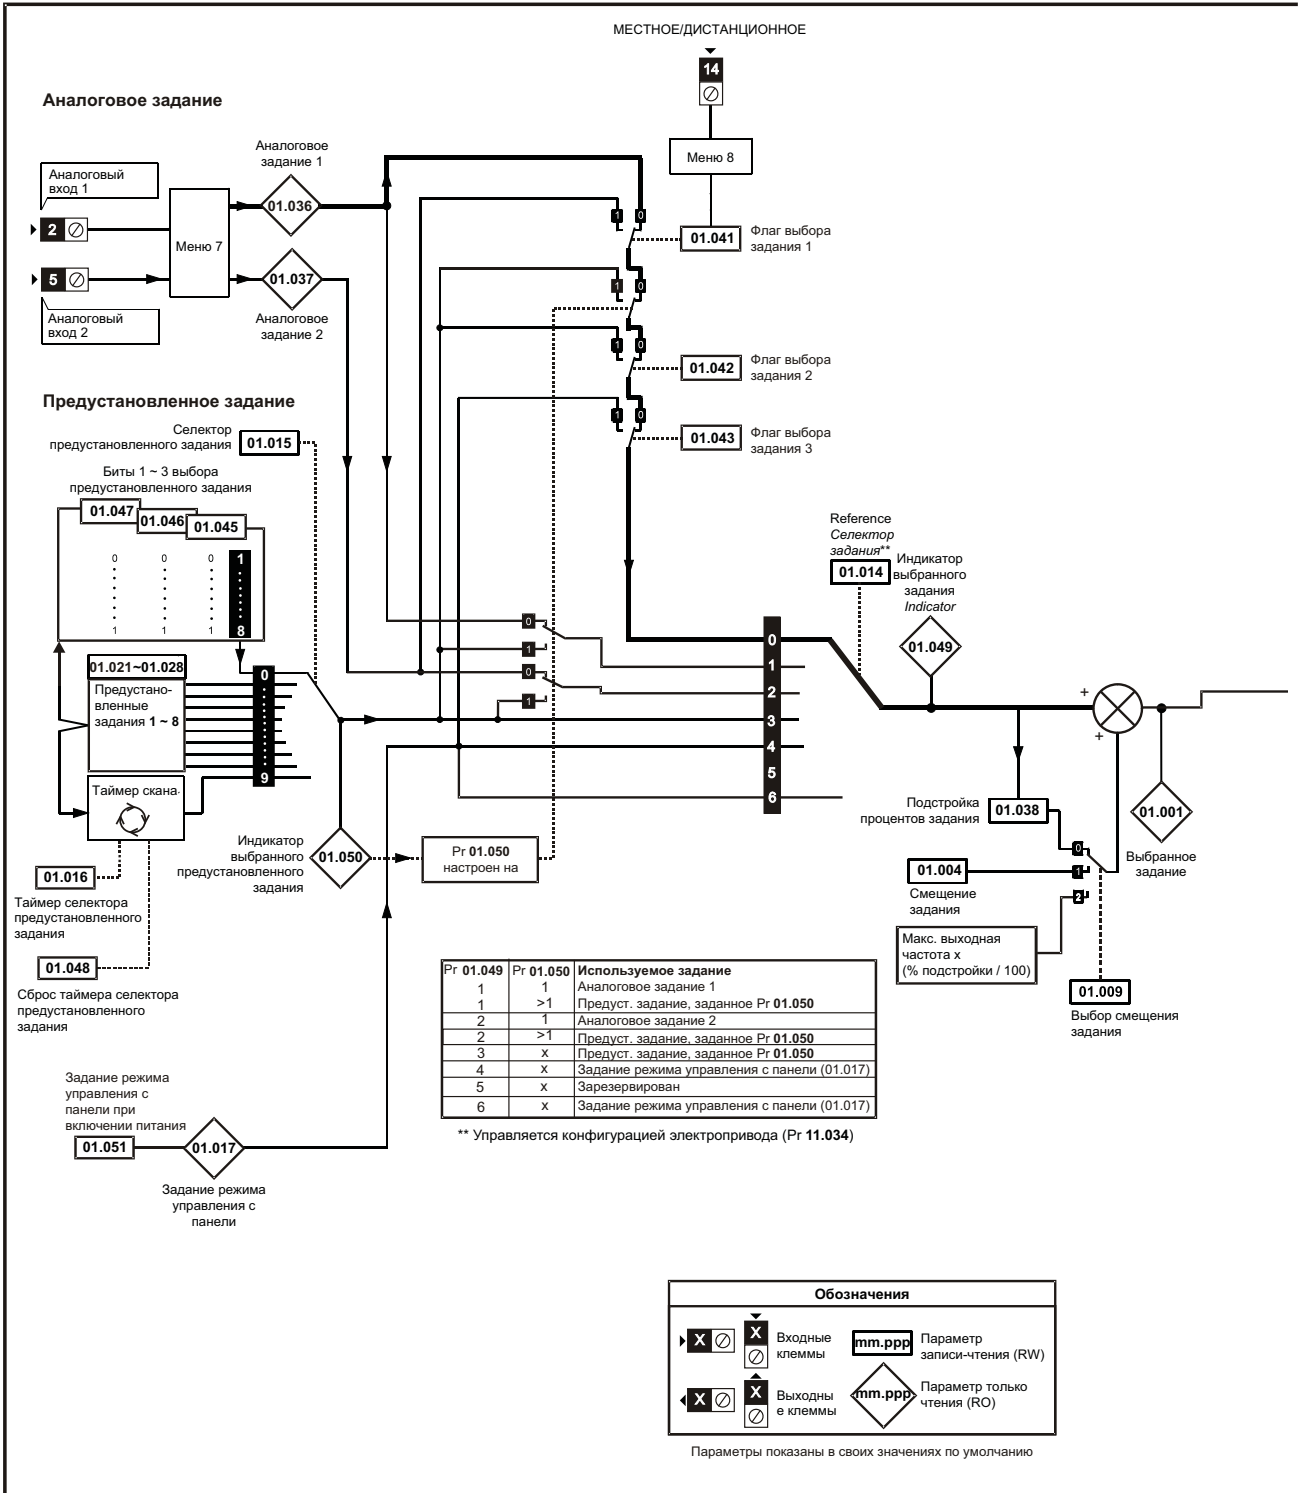 МЕСТНОЕ/ДИСТАНЦИОННОЕ
14
Меню 8
Аналоговое задание
Аналоговый
вход 1
2
5
Аналоговый
вход 2
Меню 7
Аналоговое
задание 1
01.036
01.037
Аналоговое
задание 2
1 0
01.041
Флаг выбора
задания 1
1 0
1 0
01.042
Флаг выбора
задания 2
1 0
01.043
Флаг выбора
задания 3
Предустановленное задание
Селектор
предустановленного задания
01.015
Биты 1 ~ 3 выбора
предустановленного задания
01.047
01.046
01.045
0 0 0 1
1 1 1 8
01.021~01.028
Предустано-
вленные
задания 1 ~ 8
0
9
Таймер скана
01.016
Таймер селектора
предустановленного
задания
01.048
Сброс таймера селектора
предустановленного
задания
Индикатор
выбранного
предустановленного
задания
01.050
Pr 01.050
настроен на
0
1
0
1
0
1
2
3
4
5
6
Reference
Селектор
задания**
01.014
Индикатор
выбранного
задания
Indicator
01.049
+
+
01.001
Выбранное
задание
Подстройка
процентов задания
01.038
0
1
2
01.004
Смещение
задания
Макс. выходная
частота x
(% подстройки / 100)
01.009
Выбор смещения
задания
Pr 01.049 Pr 01.050 Используемое задание
1 1 Аналоговое задание 1
1 >1 Предуст. задание, заданное Pr 01.050
2 1 Аналоговое задание 2
2 >1 Предуст. задание, заданное Pr 01.050
3 x Предуст. задание, заданное Pr 01.050
4 x Задание режима управления с панели (01.017)
5 x Зарезервирован
6 x Задание режима управления с панели (01.017)
** Управляется конфигурацией электропривода (Pr 11.034)
Задание режима
управления с
панели при
включении питания
01.051
01.017
Задание режима
управления с
панели
Обозначения
X
X
Входные
клеммы
mm.ppp
Параметр
записи-чтения (RW)
X
X
Выходны
е клеммы
mm.ppp
Параметр только
чтения (RO)
Параметры показаны в своих значениях по умолчанию